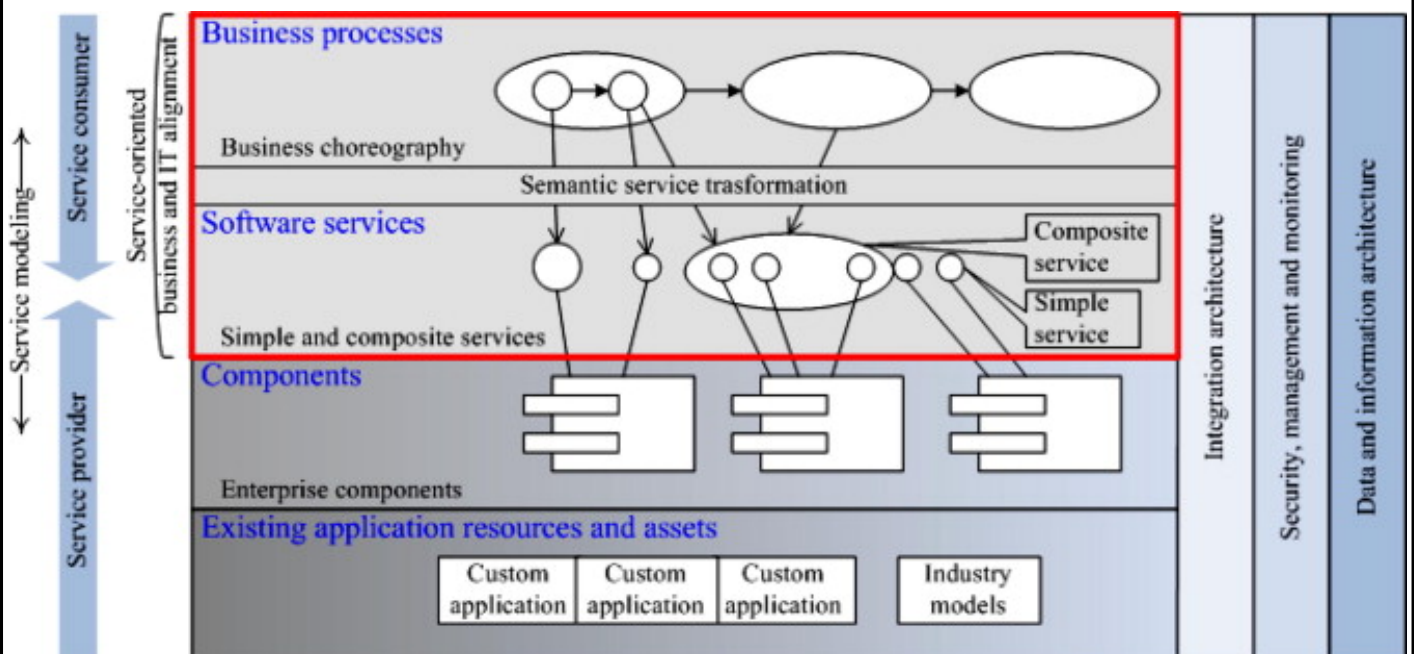 Service modeling
Service consumer
Service provider
Service-oriented
business and IT alignment
Business processes
Business choreography
Semantic service trasformation
Software services
Composite
service
Simple
service
Simple and composite services
Components
Enterprise components
Existing application resources and assets
Custom
application
Custom
application
Custom
application
Industry
models
Integration architecture
Security, management and monitoring
Data and information architecture